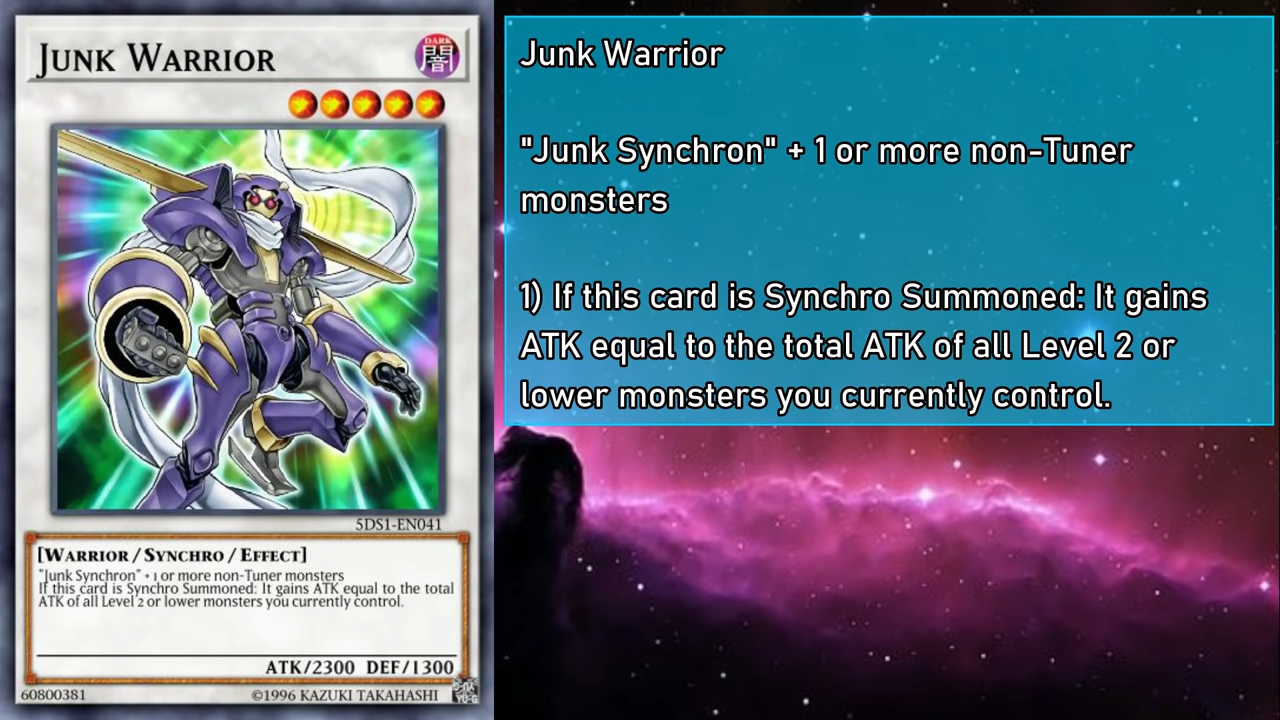 JUNK WARRIOR
DARK
闇
5DS1-EN041
[WARRIOR / SYNCHRO / EFFECT]
"Junk Synchron" + 1 or more non-Tuner monsters
If this card is Synchro Summoned: It gains ATK equal to the total
ATK of all Level 2 or lower monsters you currently control.
ATK/2300 DEF/1300
60800381
©1996 KAZUKI TAKAHASHI
Junk Warrior
"Junk Synchron" + 1 or more non-Tuner
monsters
1) If this card is Synchro Summoned: It gains
ATK equal to the total ATK of all Level 2 or
lower monsters you currently control.